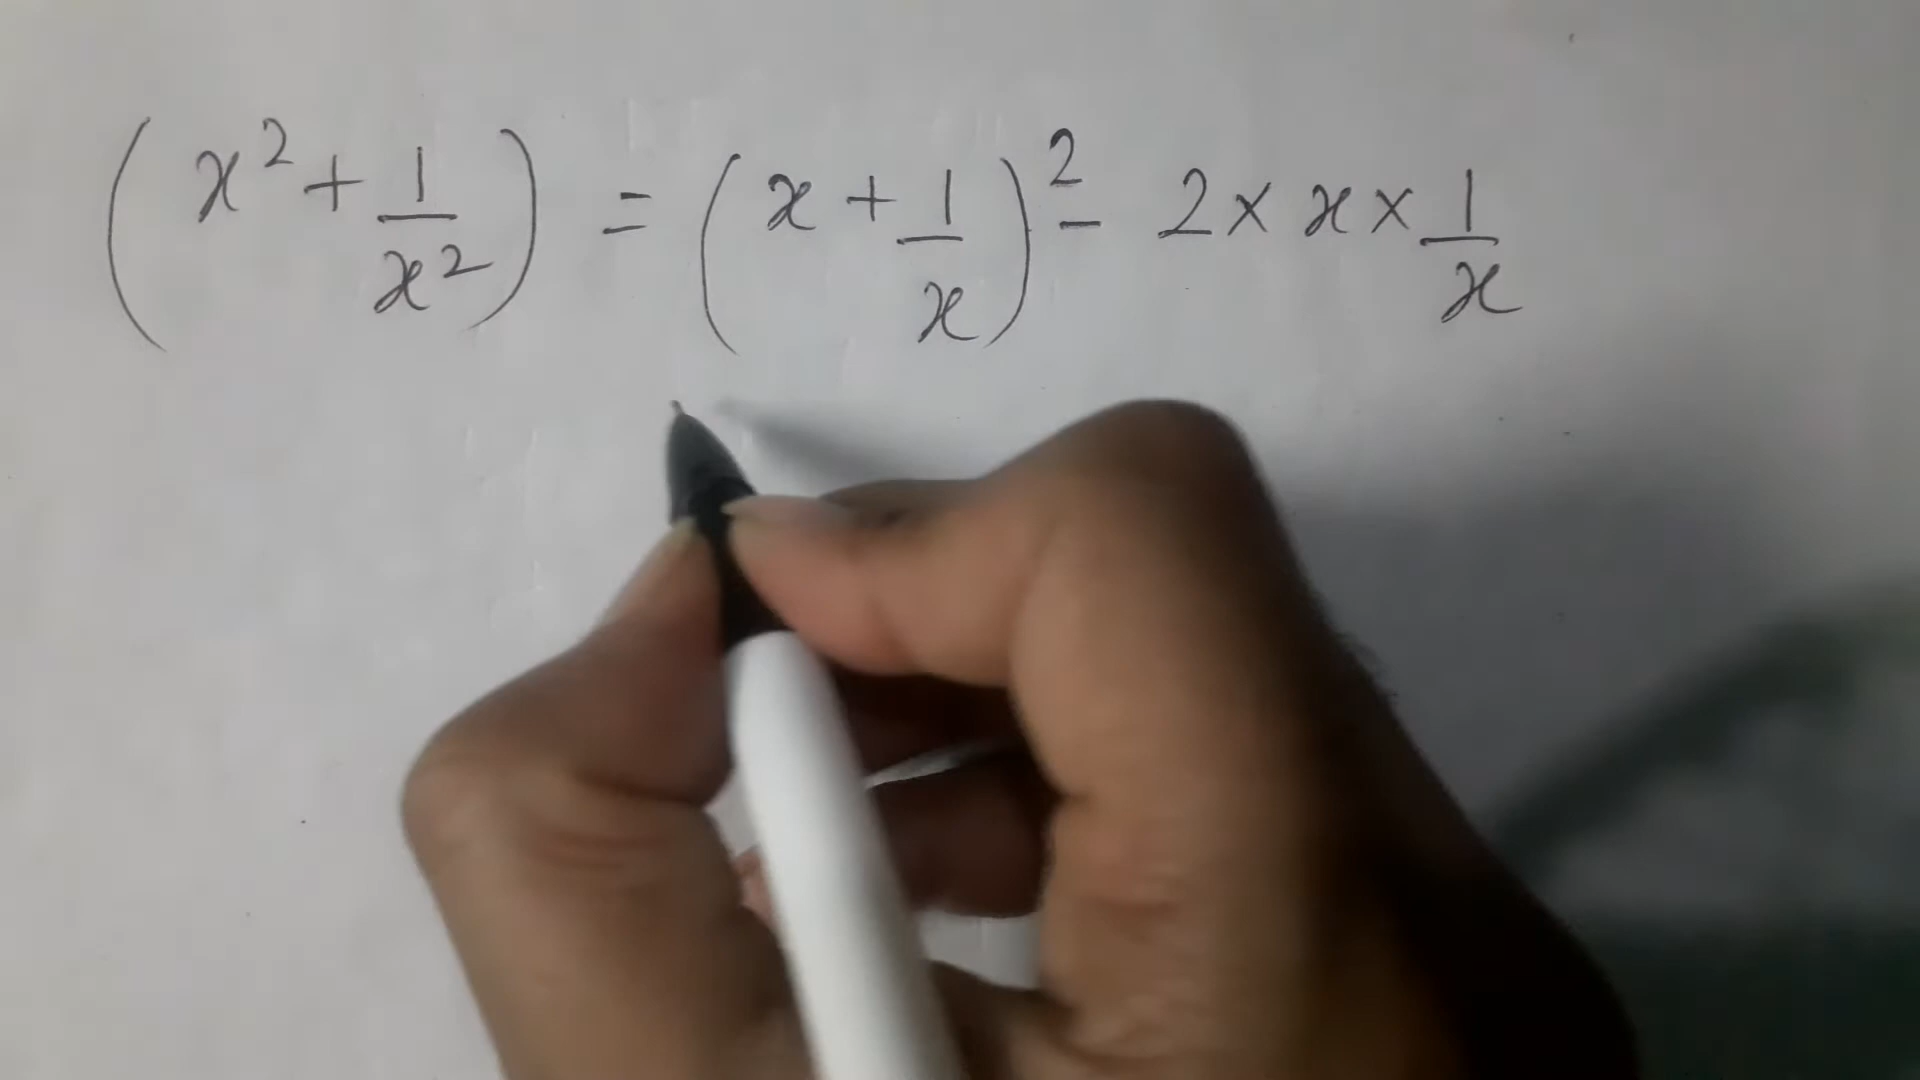 (x² + 1/x²) = (x + 1/x)² - 2 × x × 1/x